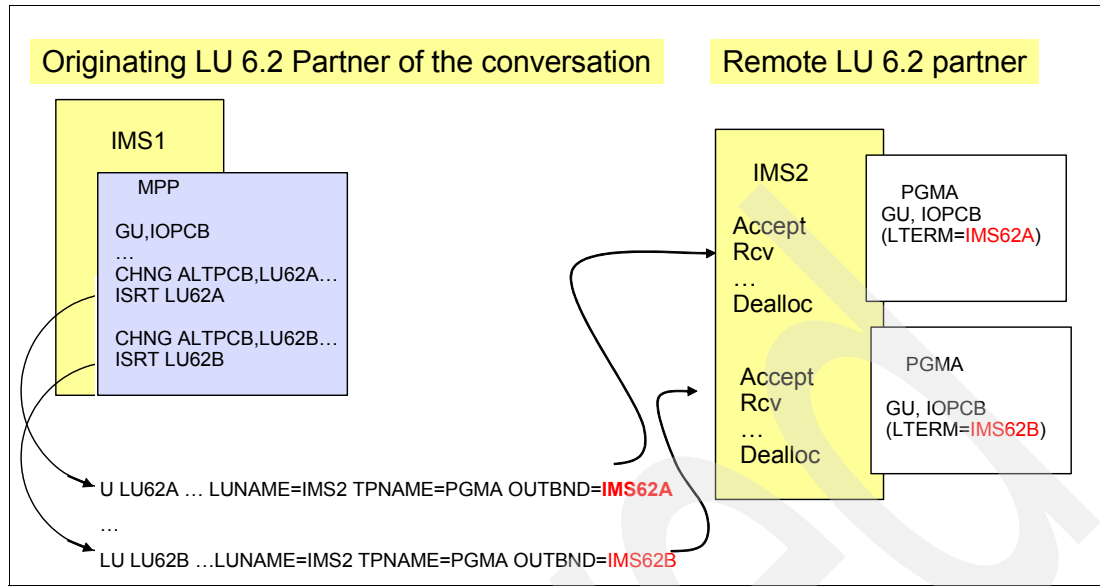 Originating LU 6.2 Partner of the conversation
Remote LU 6.2 partner
IMS1
MPP
GU,IOPCB
…
CHNG ALTPCB,LU62A…
ISRT LU62A
CHNG ALTPCB,LU62B…
ISRT LU62B
IMS2
Accept
Rcv
…
Dealloc
PGMA
GU, IOPCB
(LTERM=IMS62A)
Accept
Rcv
…
Dealloc
PGMA
GU, IOPCB
(LTERM=IMS62B)
U LU62A … LUNAME=IMS2 TPNAME=PGMA OUTBND=IMS62A
…
LU LU62B …LUNAME=IMS2 TPNAME=PGMA OUTBND=IMS62B